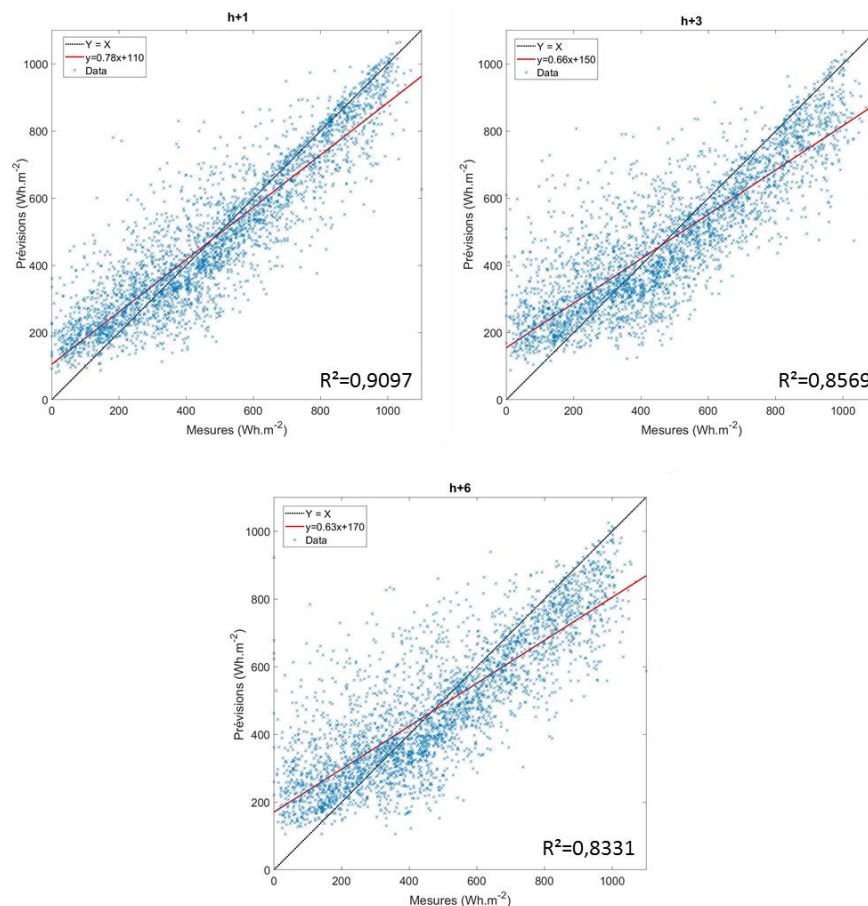 h+1
Y = X
y=0.78x+110
Data
1000
800
600
400
200
0
Prévisions (Wh.m-2)
0 200 400 600 800 1000
Mesures (Wh.m-2)
R²=0,9097
h+3
Y = X
y=0.66x+150
Data
1000
800
600
400
200
0
Prévisions (Wh.m-2)
0 200 400 600 800 1000
Mesures (Wh.m-2)
R²=0,8569
h+6
Y = X
y=0.63x+170
Data
1000
800
600
400
200
0
Prévisions (Wh.m-2)
0 200 400 600 800 1000
Mesures (Wh.m-2)
R²=0,8331